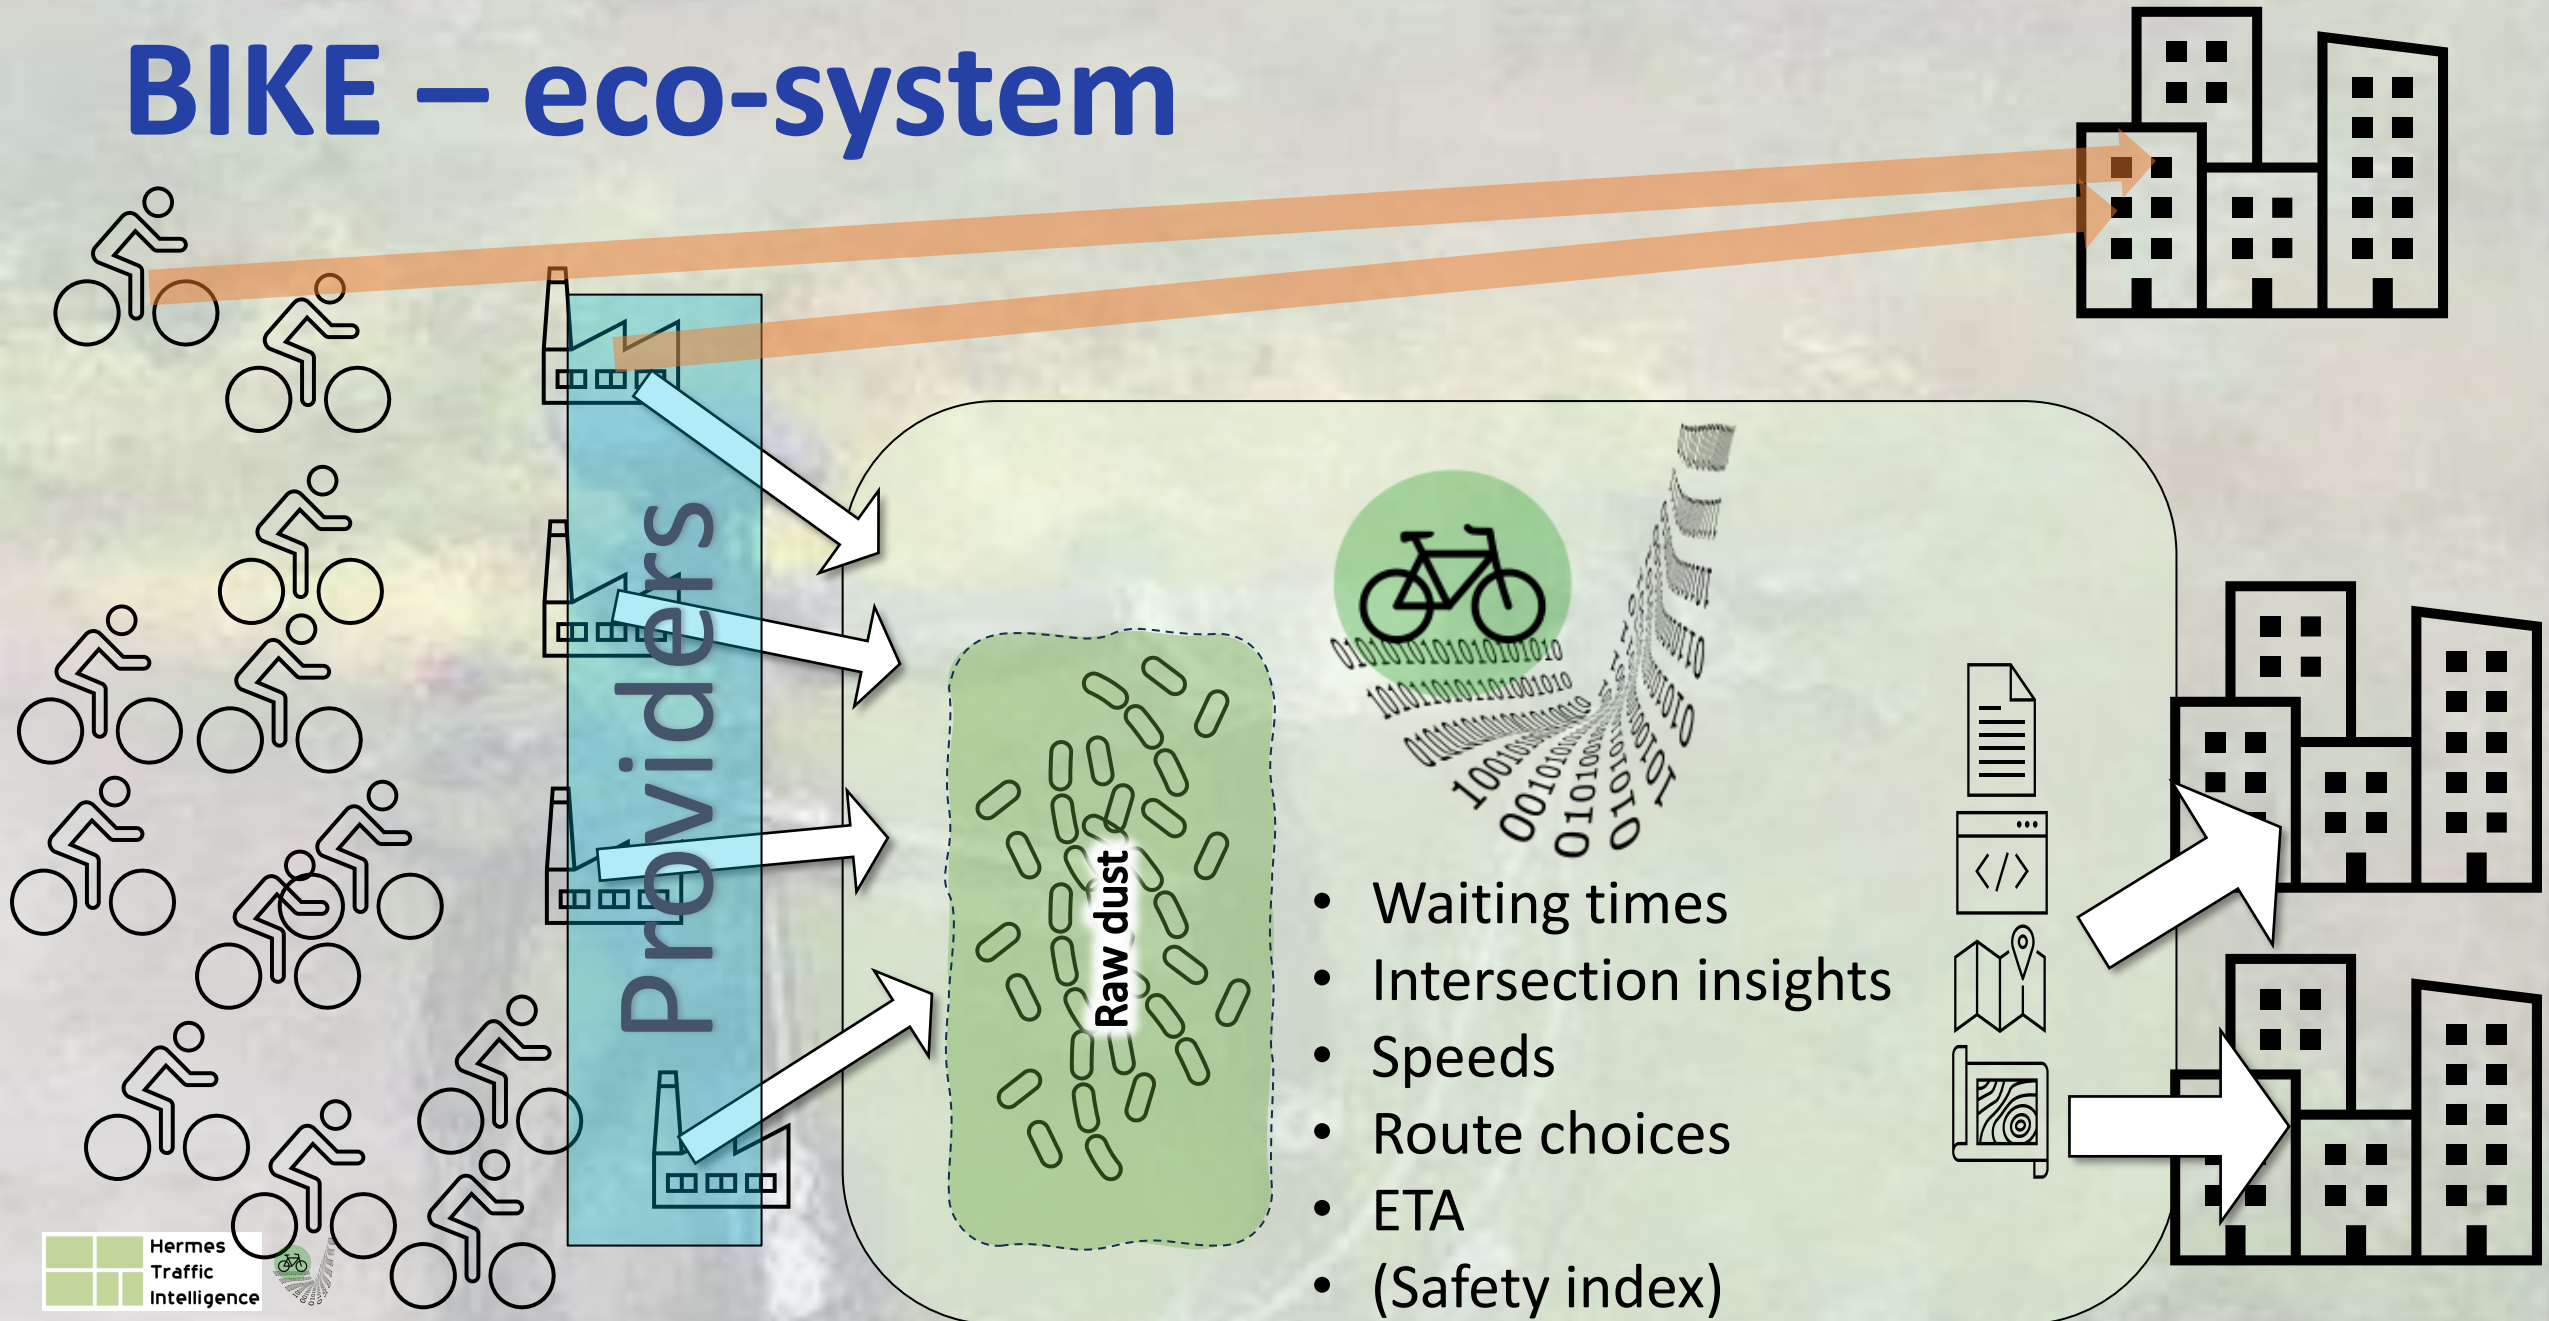 BIKE – eco-system
Providers
Raw dust
010101010101010101010
</>
• Waiting times
• Intersection insights
• Speeds
• Route choices
• ETA
• (Safety index)
Hermes
Traffic
Intelligence